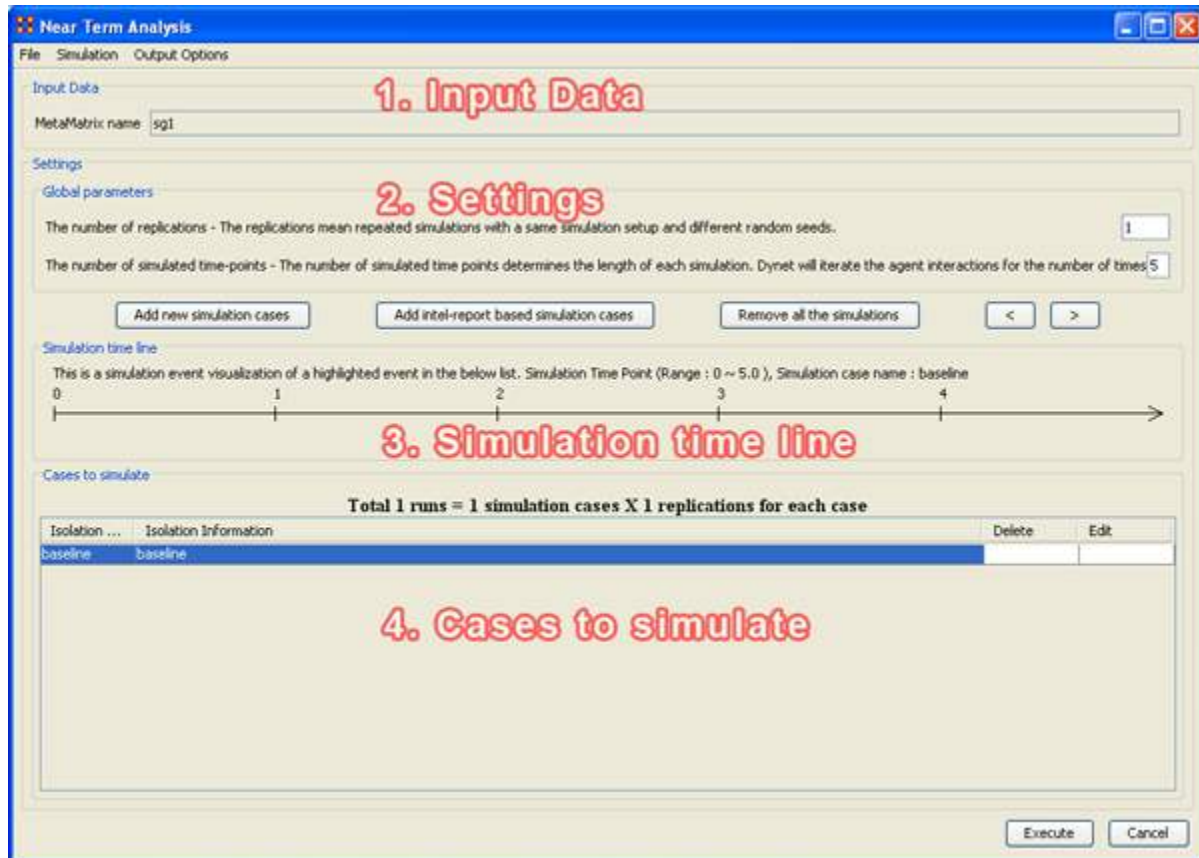 Near Term Analysis
File Simulation Output Options
Input Data
1. Input Data
MetaMatrix name sg1
Settings
Global parameters
2. Settings
The number of replications - The replications mean repeated simulations with a same simulation setup and different random seeds. 1
The number of simulated time-points - The number of simulated time points determines the length of each simulation. Dynet will iterate the agent interactions for the number of times 5
Add new simulation cases Add intel-report based simulation cases Remove all the simulations < >
Simulation time line
This is a simulation event visualization of a highlighted event in the below list. Simulation Time Point (Range : 0 ~ 5.0 ), Simulation case name : baseline
0 1 2 3 4
3. Simulation time line
Cases to simulate
Total 1 runs = 1 simulation cases X 1 replications for each case
Isolation ... Isolation Information Delete Edit
baseline baseline
4. Cases to simulate
Execute Cancel